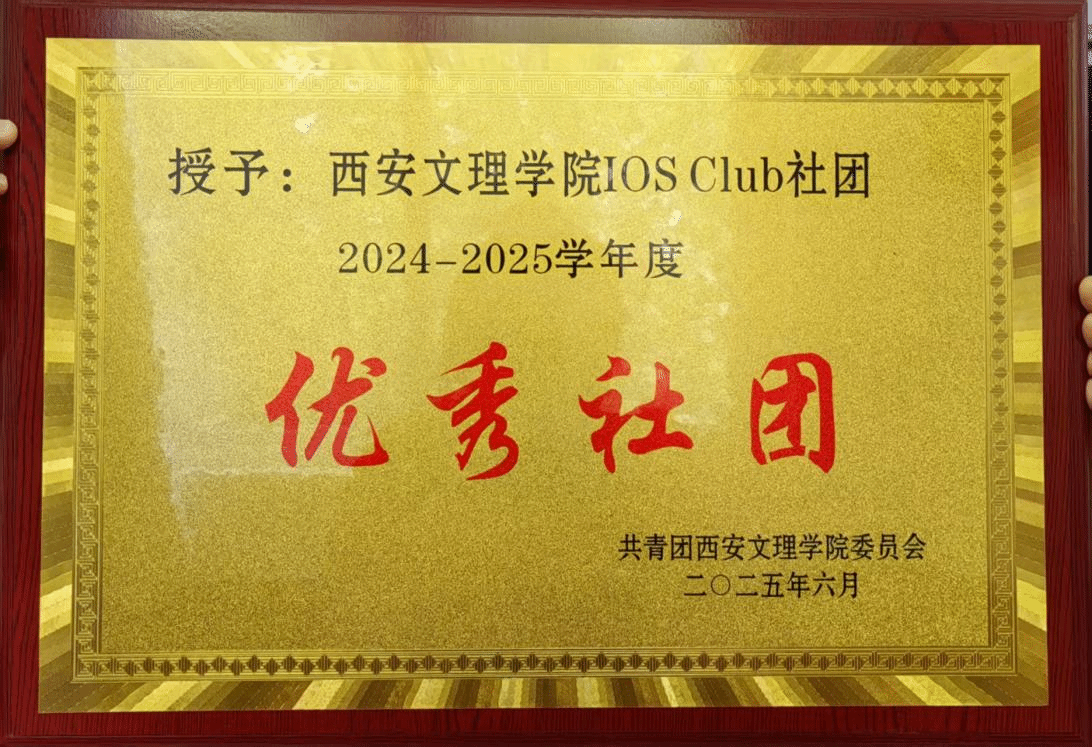 授予：西安文理学院IOS Club社团
2024-2025学年度
优秀社团
共青团西安文理学院委员会
二〇二五年六月